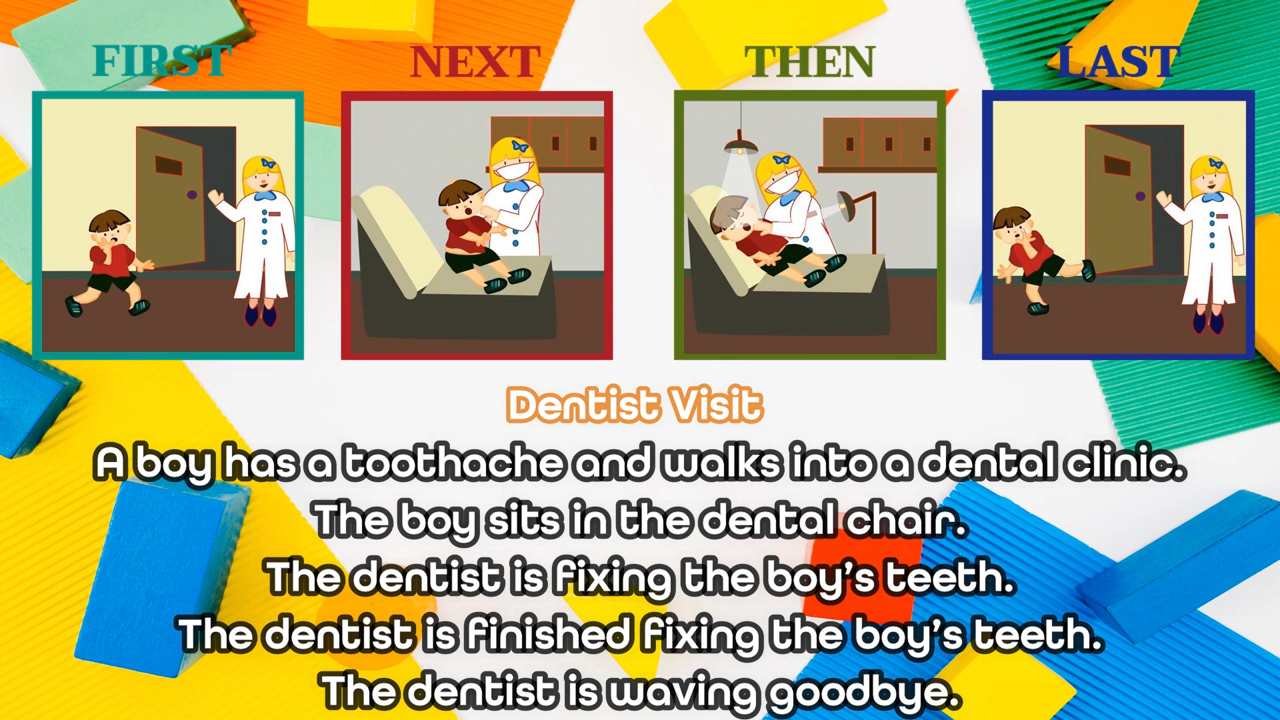 FIRST NEXT THEN LAST
Dentist Visit
A boy has a toothache and walks into a dental clinic.
The boy sits in the dental chair.
The dentist is fixing the boy's teeth.
The dentist is finished fixing the boy's teeth.
The dentist is waving goodbye.